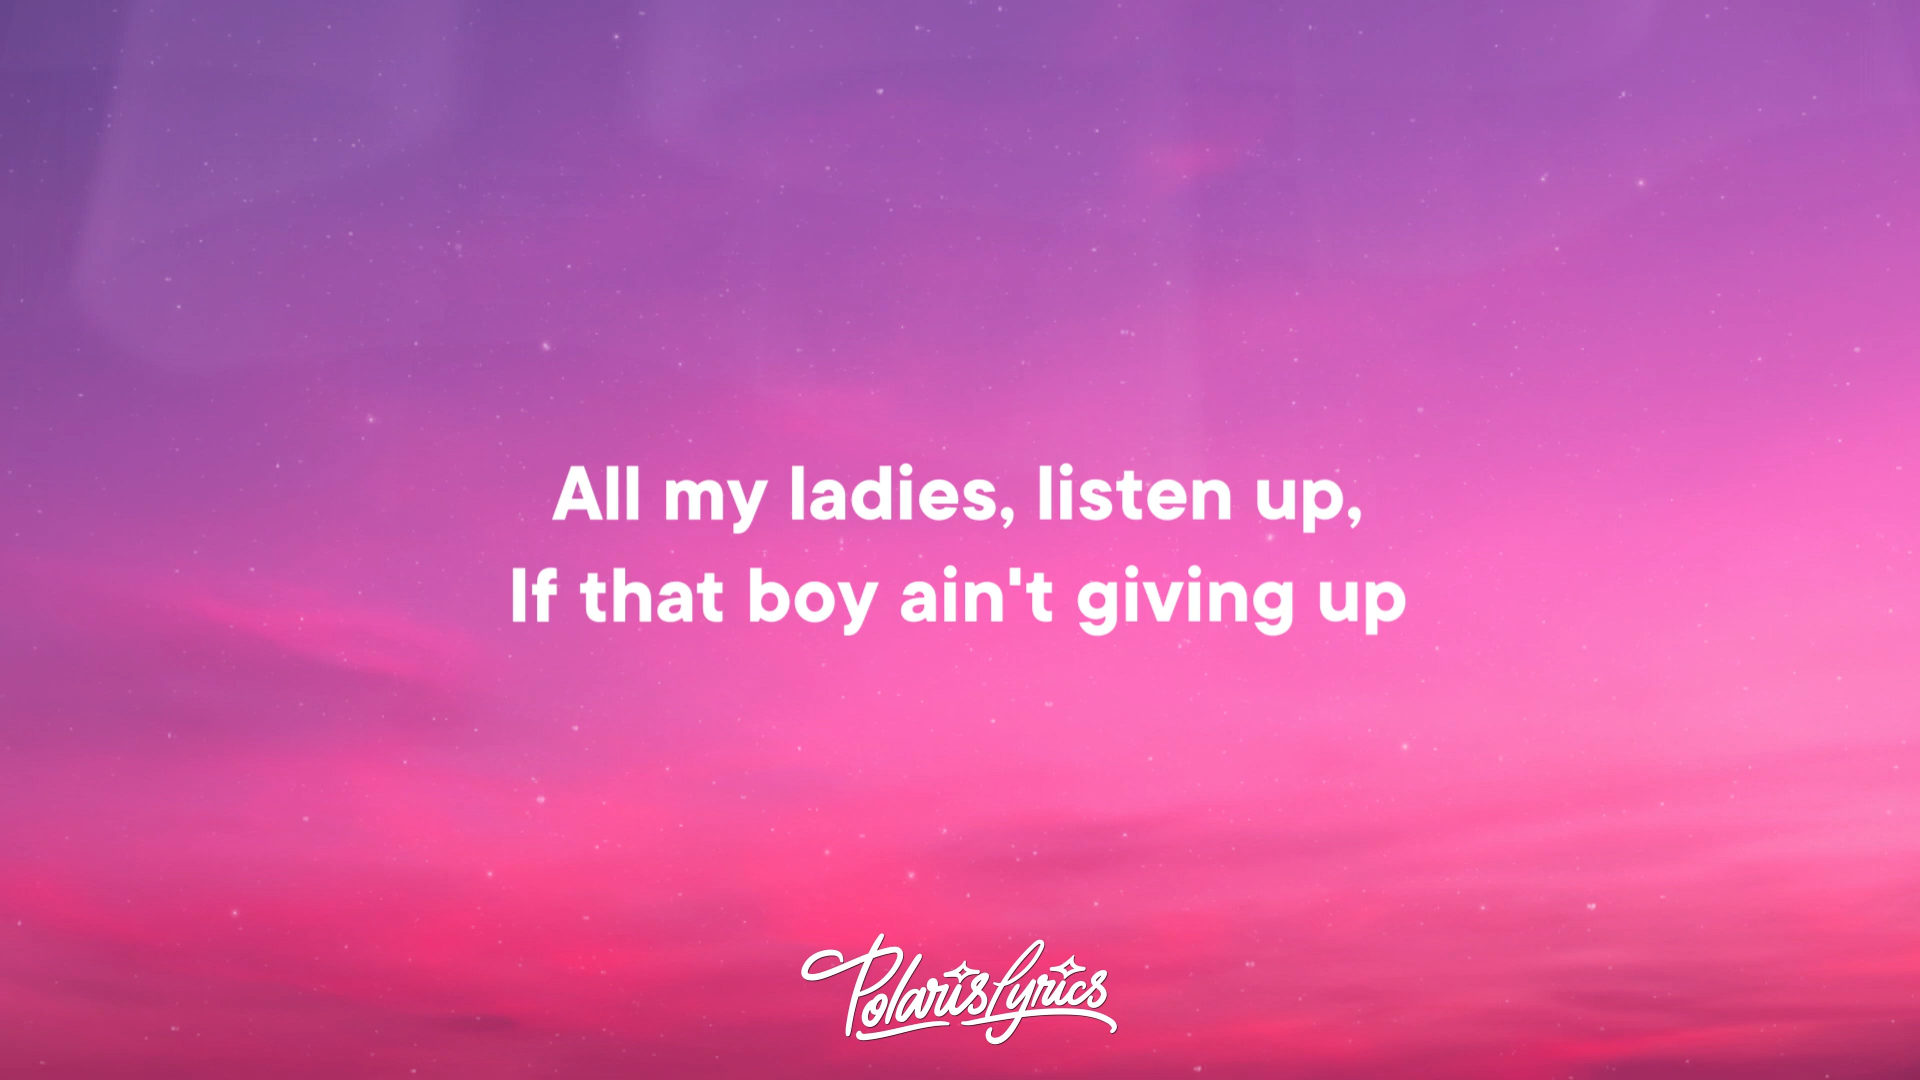 All my ladies, listen up,
If that boy ain't giving up
PolarisLyrics